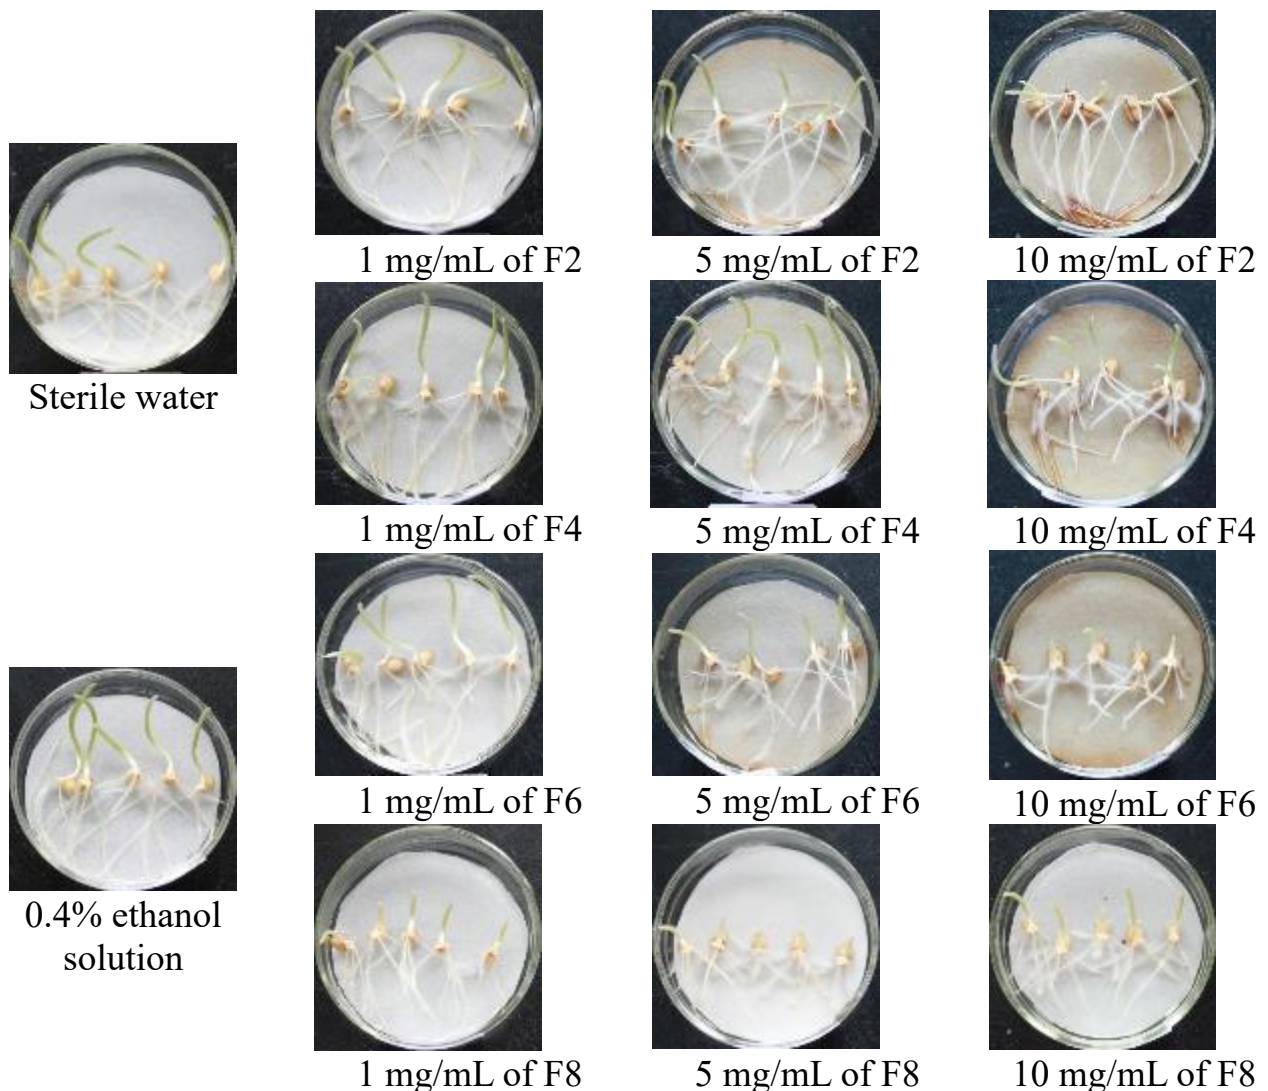 1 mg/mL of F2
5 mg/mL of F2
10 mg/mL of F2
Sterile water
1 mg/mL of F4
5 mg/mL of F4
10 mg/mL of F4
1 mg/mL of F6
5 mg/mL of F6
10 mg/mL of F6
0.4% ethanol
solution
1 mg/mL of F8
5 mg/mL of F8
10 mg/mL of F8